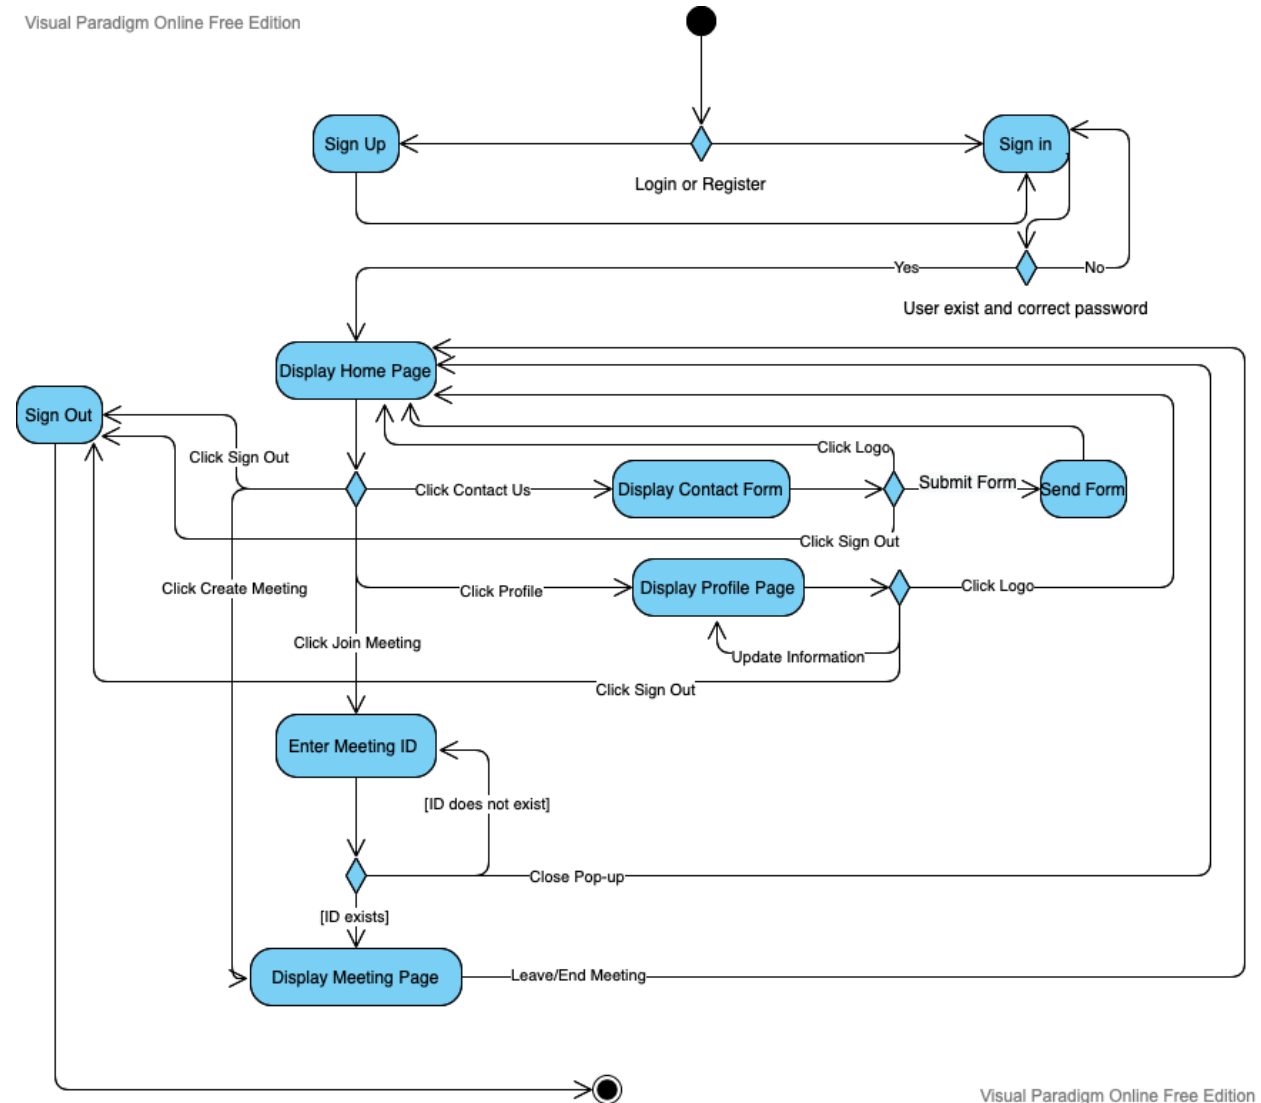 Visual Paradigm Online Free Edition
Sign Up
Sign in
Login or Register
Yes
No
User exist and correct password
Display Home Page
Sign Out
Click Logo
Click Sign Out
Click Contact Us
Display Contact Form
Submit Form
Send Form
Click Sign Out
Click Create Meeting
Click Profile
Display Profile Page
Click Logo
Click Join Meeting
Update Information
Click Sign Out
Enter Meeting ID
[ID does not exist]
Close Pop-up
[ID exists]
Display Meeting Page
Leave/End Meeting
Visual Paradigm Online Free Edition